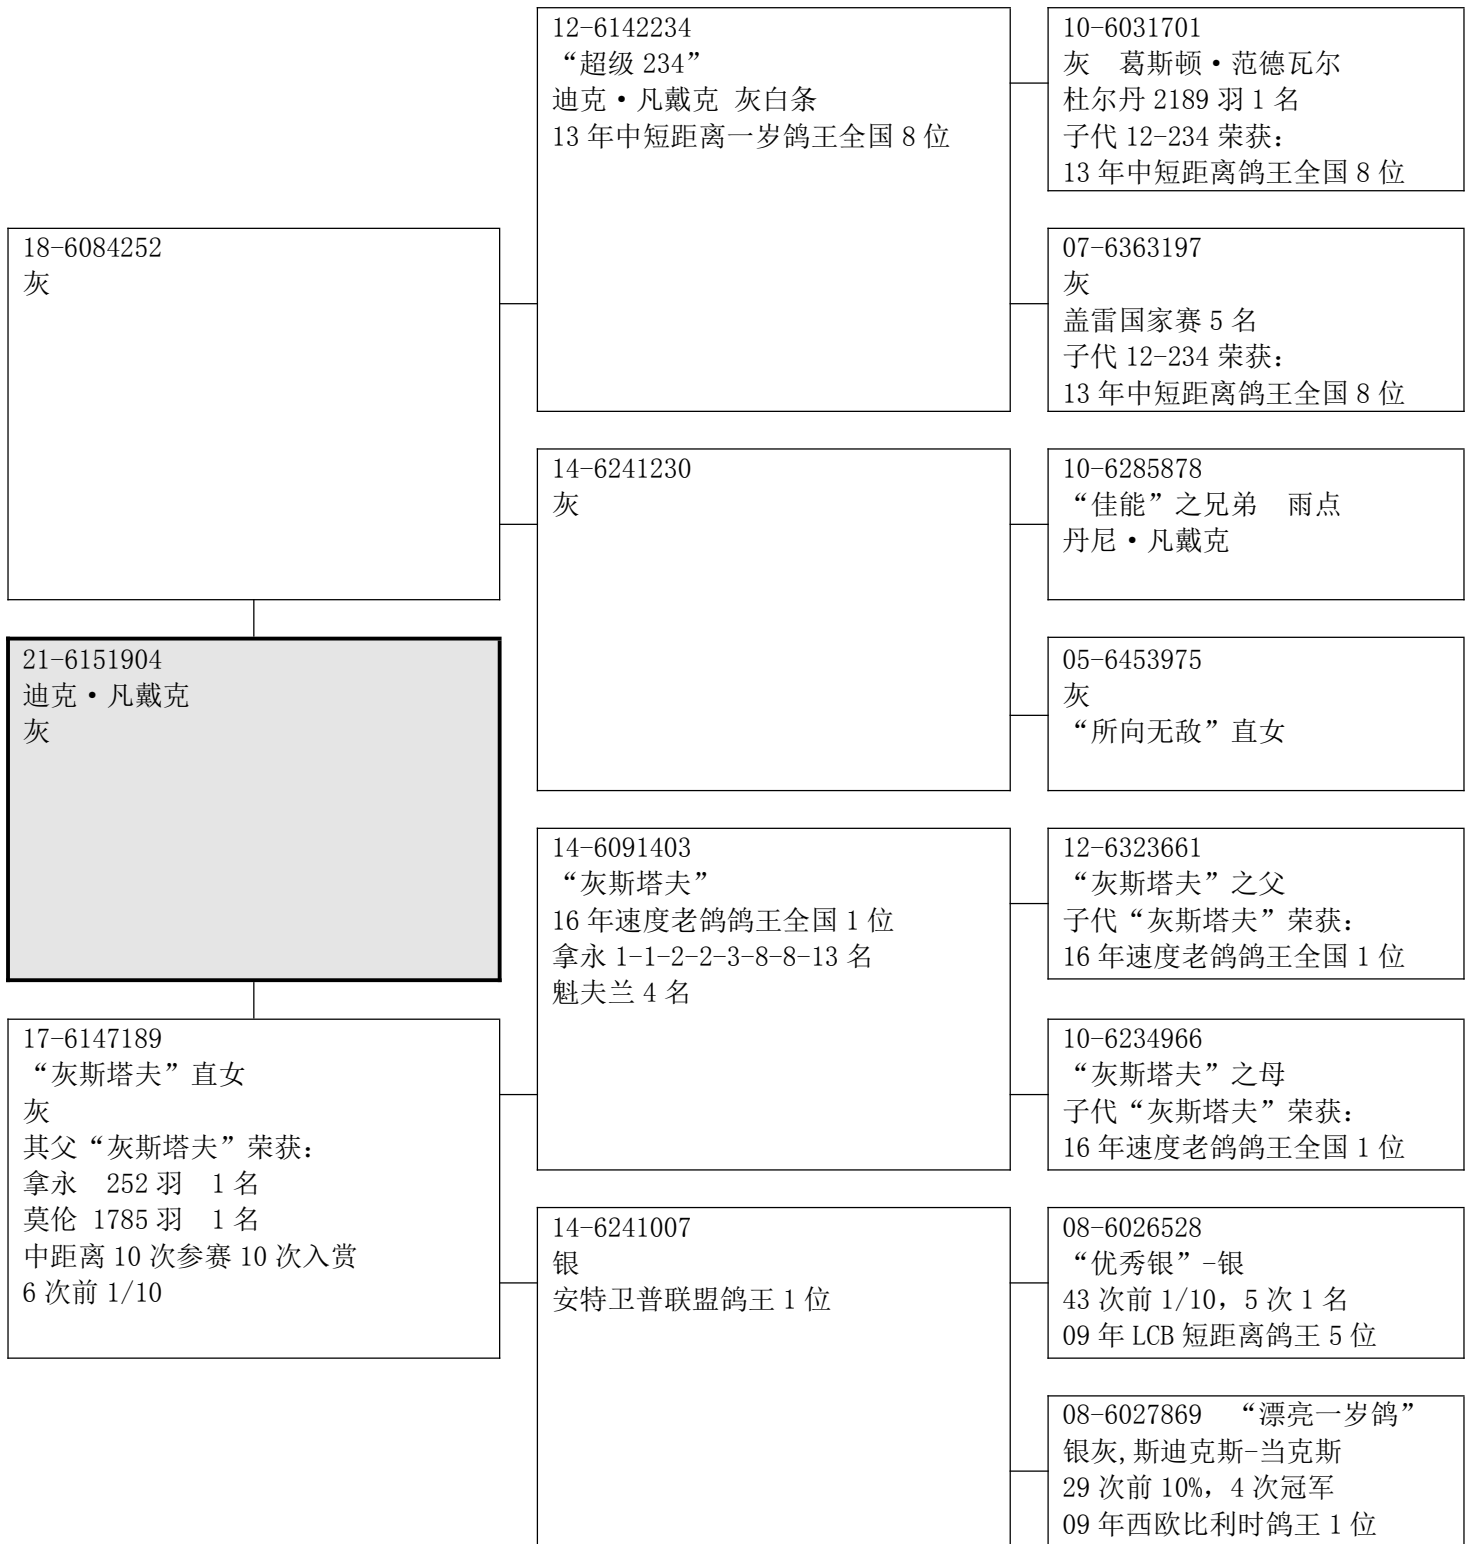 18-6084252
灰
21-6151904
迪克·凡戴克
灰
17-6147189
“灰斯塔夫”直女
灰
其父“灰斯塔夫”荣获：
拿永　252 羽　1 名
莫伦 1785 羽　1 名
中距离 10 次参赛 10 次入赏
6 次前 1/10
12-6142234
“超级 234”
迪克·凡戴克 灰白条
13 年中短距离一岁鸽王全国 8 位
14-6241230
灰
14-6091403
“灰斯塔夫”
16 年速度老鸽鸽王全国 1 位
拿永 1-1-2-2-3-8-8-13 名
魁夫兰 4 名
14-6241007
银
安特卫普联盟鸽王 1 位
10-6031701
灰　葛斯顿·范德瓦尔
杜尔丹 2189 羽 1 名
子代 12-234 荣获：
13 年中短距离鸽王全国 8 位
07-6363197
灰
盖雷国家赛 5 名
子代 12-234 荣获：
13 年中短距离鸽王全国 8 位
10-6285878
“佳能”之兄弟　雨点
丹尼·凡戴克
05-6453975
灰
“所向无敌”直女
12-6323661
“灰斯塔夫”之父
子代“灰斯塔夫”荣获：
16 年速度老鸽鸽王全国 1 位
10-6234966
“灰斯塔夫”之母
子代“灰斯塔夫”荣获：
16 年速度老鸽鸽王全国 1 位
08-6026528
“优秀银”-银
43 次前 1/10，5 次 1 名
09 年 LCB 短距离鸽王 5 位
08-6027869　“漂亮一岁鸽”
银灰,斯迪克斯-当克斯
29 次前 10%，4 次冠军
09 年西欧比利时鸽王 1 位